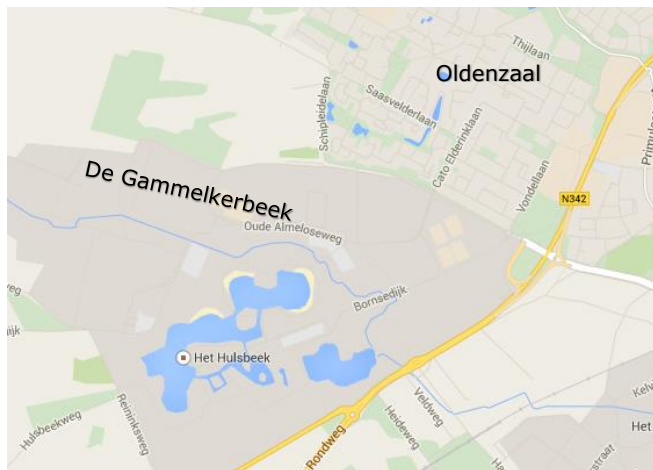 Thijlaan
Oldenzaal
Saasvelderlaan
Schipleidelaan
Cato Elderinklaan
Vondellaan
N342
De Gammelkerbeek
Oude Almeloseweg
Bornsedijk
Het Hulsbeek
Reininksweg
Hulsbeekweg
Rondweg
Heideweg
Veldweg
Het